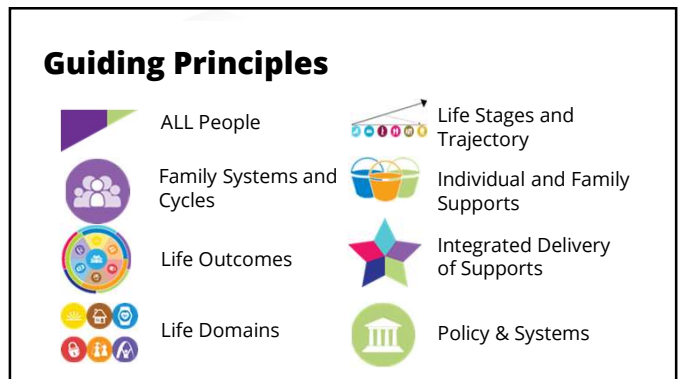 Guiding Principles
ALL People
Family Systems and
Cycles
Life Outcomes
Life Domains
Life Stages and
Trajectory
Individual and Family
Supports
Integrated Delivery
of Supports
Policy & Systems